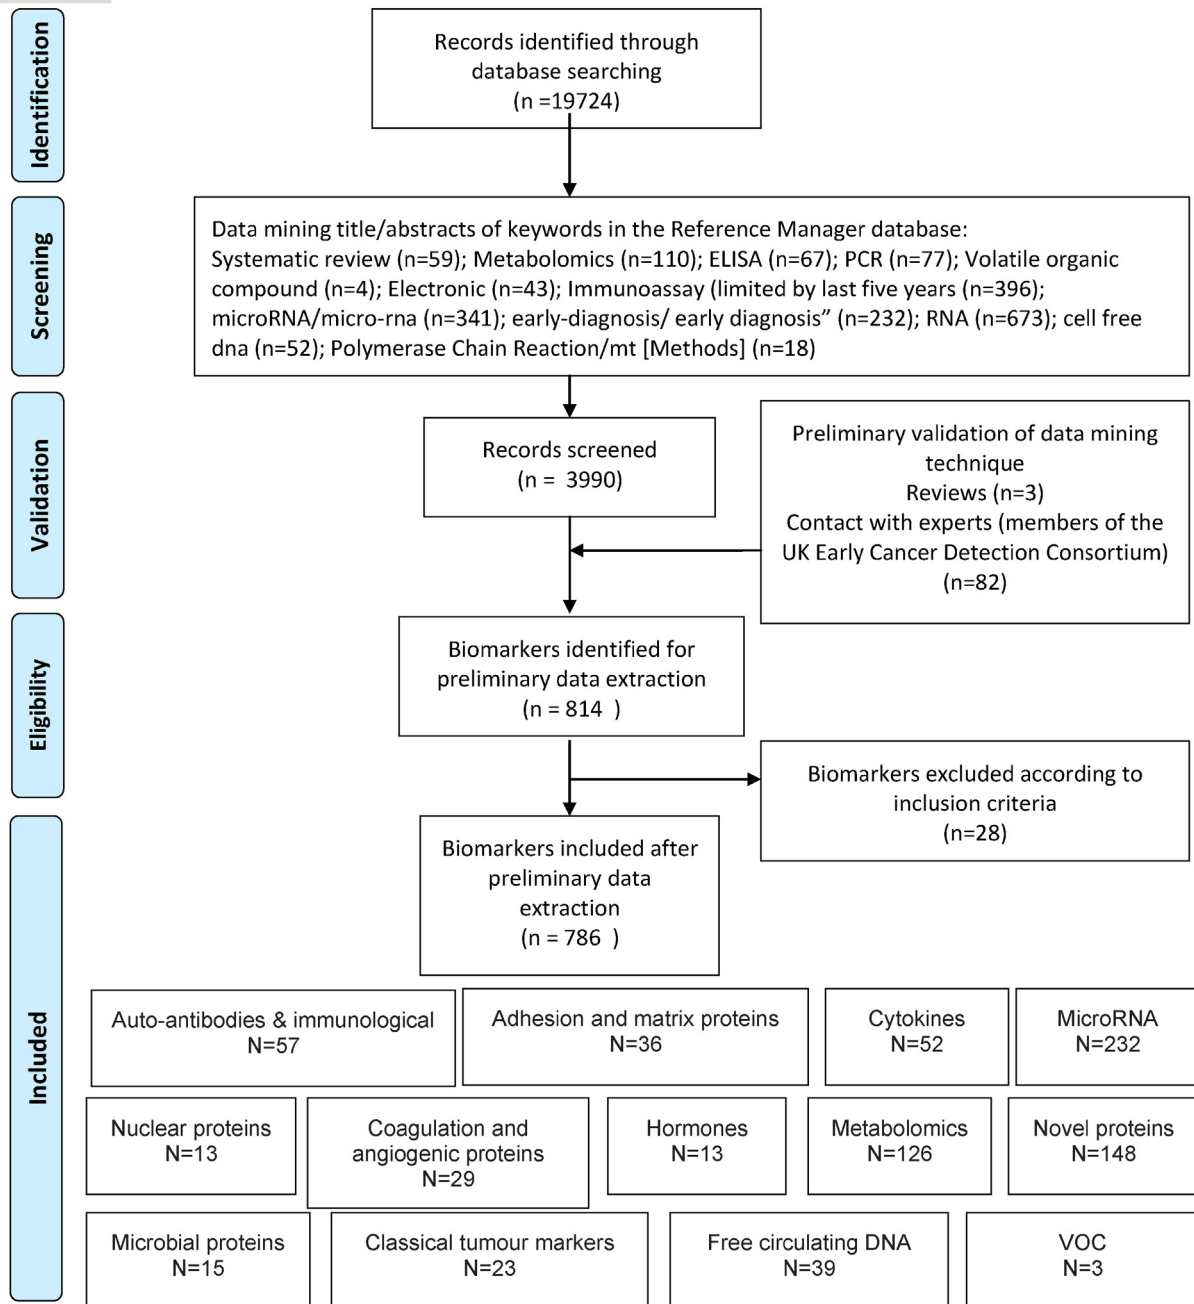 Identification
Records identified through
database searching
(n =19724)
Screening
Data mining title/abstracts of keywords in the Reference Manager database:
Systematic review (n=59); Metabolomics (n=110); ELISA (n=67); PCR (n=77); Volatile organic
compound (n=4); Electronic (n=43); Immunoassay (limited by last five years (n=396);
microRNA/micro-rna (n=341); early-diagnosis/ early diagnosis” (n=232); RNA (n=673); cell free
dna (n=52); Polymerase Chain Reaction/mt [Methods] (n=18)
Validation
Records screened
(n = 3990)
Preliminary validation of data mining
technique
Reviews (n=3)
Contact with experts (members of the
UK Early Cancer Detection Consortium)
(n=82)
Eligibility
Biomarkers identified for
preliminary data extraction
(n = 814 )
Biomarkers excluded according to
inclusion criteria
(n=28)
Included
Biomarkers included after
preliminary data
extraction
(n = 786 )
Auto-antibodies & immunological
N=57
Adhesion and matrix proteins
N=36
Cytokines
N=52
MicroRNA
N=232
Nuclear proteins
N=13
Coagulation and
angiogenic proteins
N=29
Hormones
N=13
Metabolomics
N=126
Novel proteins
N=148
Microbial proteins
N=15
Classical tumour markers
N=23
Free circulating DNA
N=39
VOC
N=3